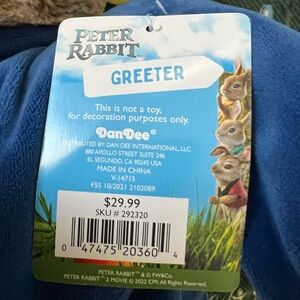 PETER
RABBIT™
GREETER
This is not a toy,
for decoration purposes only.
DanDee®
DISTRIBUTED BY: DAN DEE INTERNATIONAL, LLC
880 APOLLO STREET SUITE 246,
EL SEGUNDO, CA 90245 USA
MADE IN CHINA
V-14715
FSS 10/2021 2102089
$29.99
SKU # 292320
0 47475 20360 4
PETER RABBIT™ & © FW&Co.
PETER RABBIT™ 2 MOVIE © 2022 CPII. All Rights Reserved.